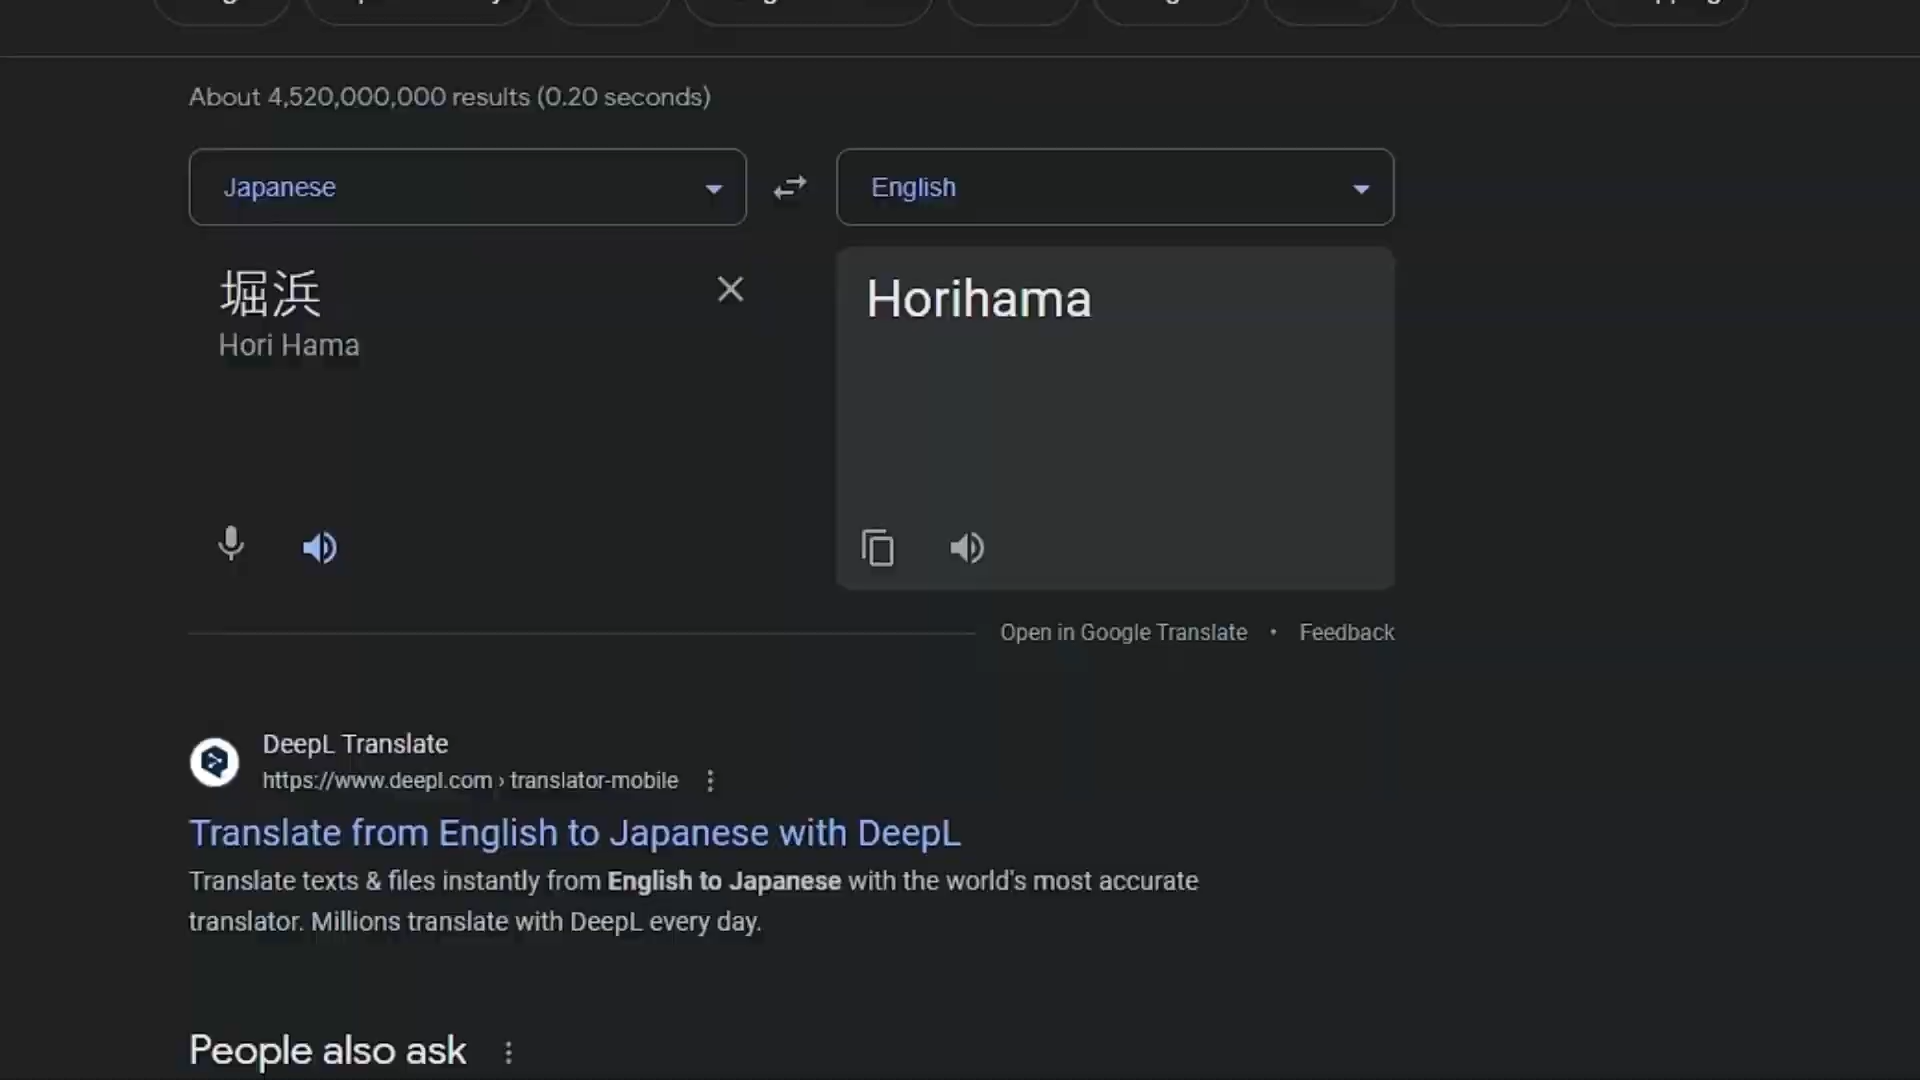 About 4,520,000,000 results (0.20 seconds)
Japanese
English
堀浜
Hori Hama
Horihama
Open in Google Translate • Feedback
DeepL Translate
https://www.deepl.com › translator-mobile
Translate from English to Japanese with DeepL
Translate texts & files instantly from English to Japanese with the world's most accurate
translator. Millions translate with DeepL every day.
People also ask